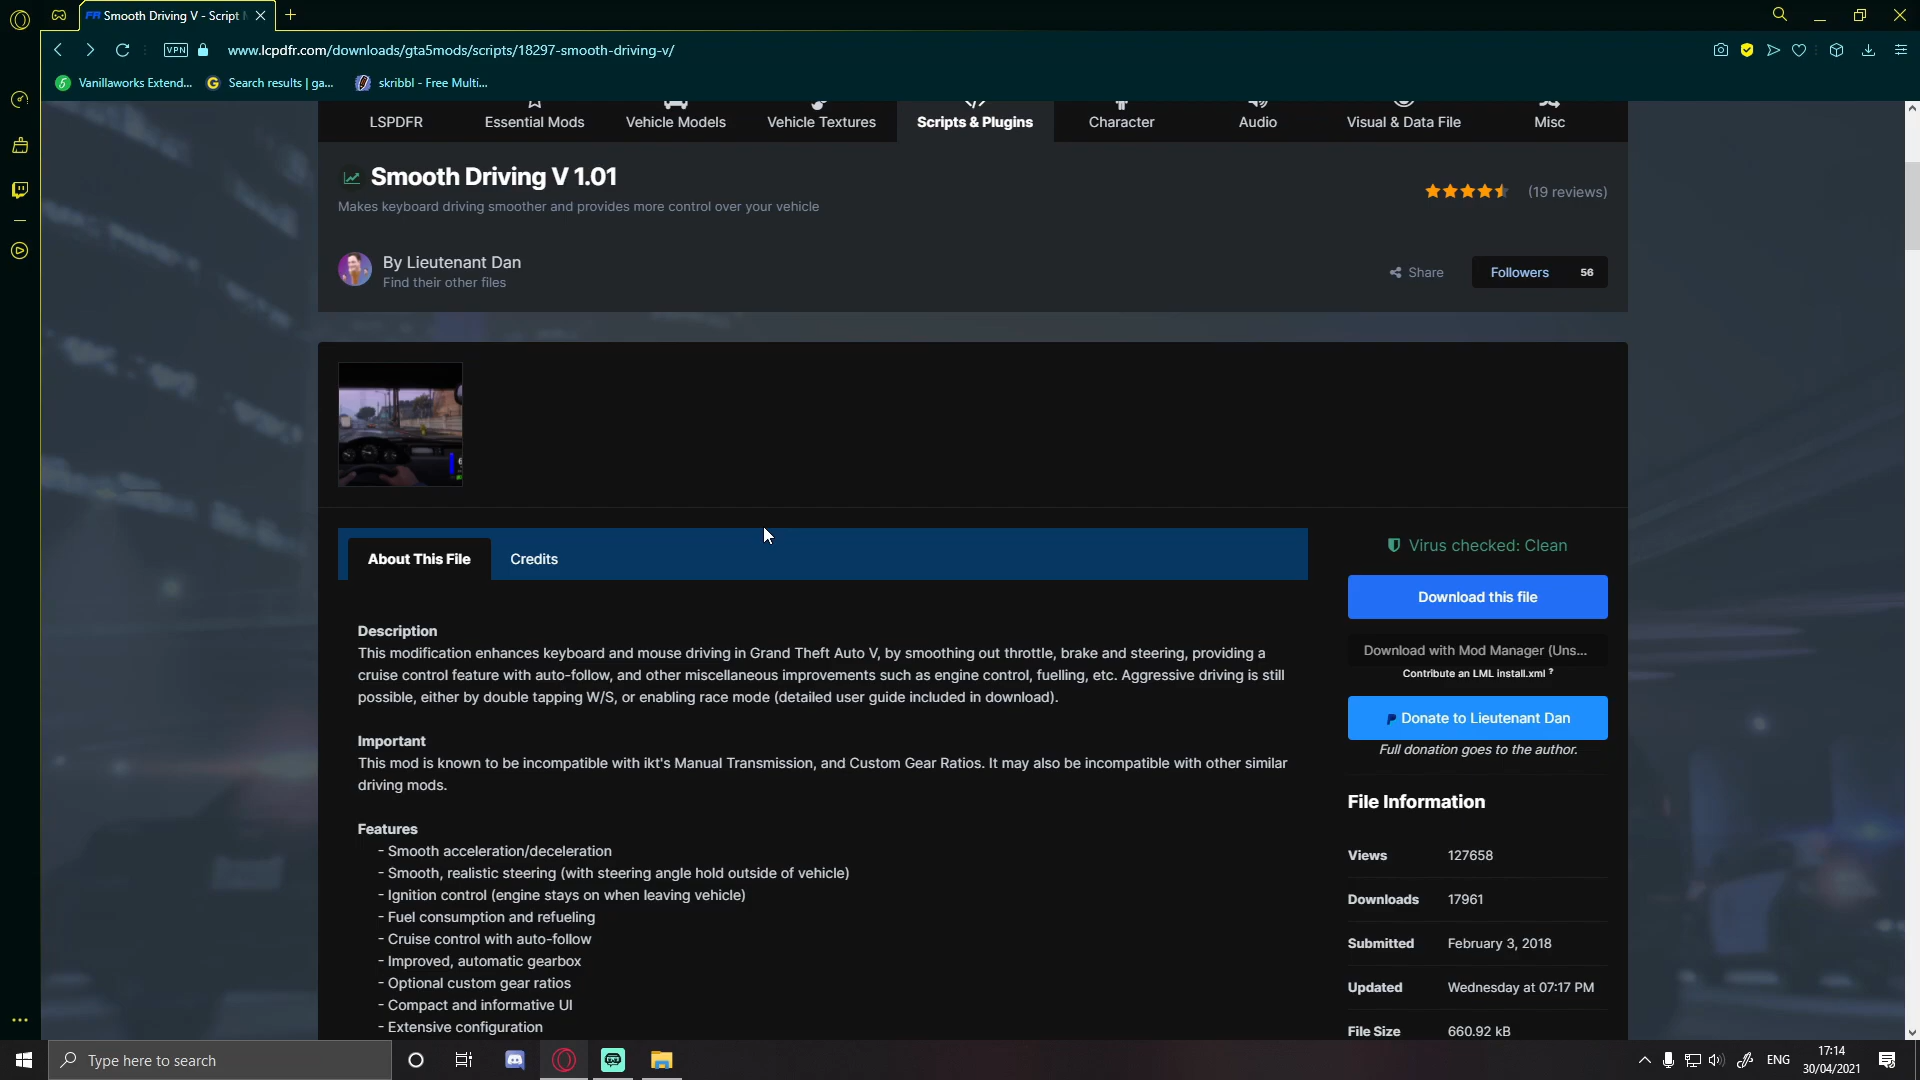 Smooth Driving V - Script
VPN
www.lcpdfr.com/downloads/gta5mods/scripts/18297-smooth-driving-v/
Vanillaworks Extend...
Search results | ga...
skribbl - Free Multi...
LSPDFR
Essential Mods
Vehicle Models
Vehicle Textures
Scripts & Plugins
Character
Audio
Visual & Data File
Misc
Smooth Driving V 1.01
Makes keyboard driving smoother and provides more control over your vehicle
(19 reviews)
By Lieutenant Dan
Find their other files
Share
Followers 56
About This File
Credits
Virus checked: Clean
Download this file
Download with Mod Manager (Uns...
Contribute an LML install.xml ?
Donate to Lieutenant Dan
Full donation goes to the author.
Description
This modification enhances keyboard and mouse driving in Grand Theft Auto V, by smoothing out throttle, brake and steering, providing a
cruise control feature with auto-follow, and other miscellaneous improvements such as engine control, fuelling, etc. Aggressive driving is still
possible, either by double tapping W/S, or enabling race mode (detailed user guide included in download).
Important
This mod is known to be incompatible with ikt's Manual Transmission, and Custom Gear Ratios. It may also be incompatible with other similar
driving mods.
Features
- Smooth acceleration/deceleration
- Smooth, realistic steering (with steering angle hold outside of vehicle)
- Ignition control (engine stays on when leaving vehicle)
- Fuel consumption and refueling
- Cruise control with auto-follow
- Improved, automatic gearbox
- Optional custom gear ratios
- Compact and informative UI
- Extensive configuration
File Information
Views 127658
Downloads 17961
Submitted February 3, 2018
Updated Wednesday at 07:17 PM
File Size 660.92 kB
Type here to search
ENG
17:14
30/04/2021